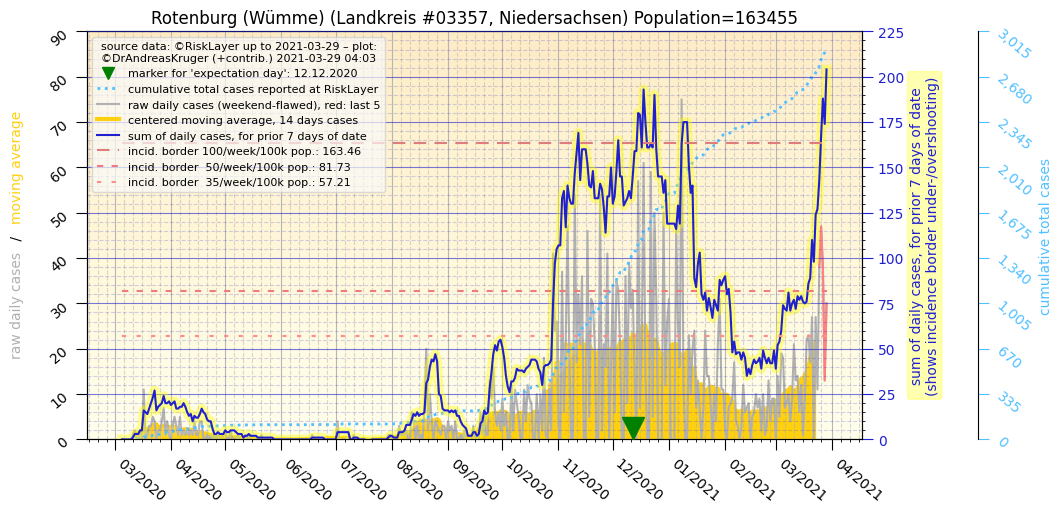 Rotenburg (Wümme) (Landkreis #03357, Niedersachsen) Population=163455
source data: ©RiskLayer up to 2021-03-29 – plot:
©DrAndreasKruger (+contrib.) 2021-03-29 04:03
marker for 'expectation day': 12.12.2020
cumulative total cases reported at RiskLayer
raw daily cases (weekend-flawed), red: last 5
centered moving average, 14 days cases
sum of daily cases, for prior 7 days of date
incid. border 100/week/100k pop.: 163.46
incid. border  50/week/100k pop.: 81.73
incid. border  35/week/100k pop.: 57.21
raw daily cases / moving average
90
80
70
60
50
40
30
20
10
0
03/2020
04/2020
05/2020
06/2020
07/2020
08/2020
09/2020
10/2020
11/2020
12/2020
01/2021
02/2021
03/2021
04/2021
225
200
175
150
125
100
75
50
25
0
sum of daily cases, for prior 7 days of date
(shows incidence border under-/overshooting)
3,015
2,680
2,345
2,010
1,675
1,340
1,005
670
335
0
cumulative total cases